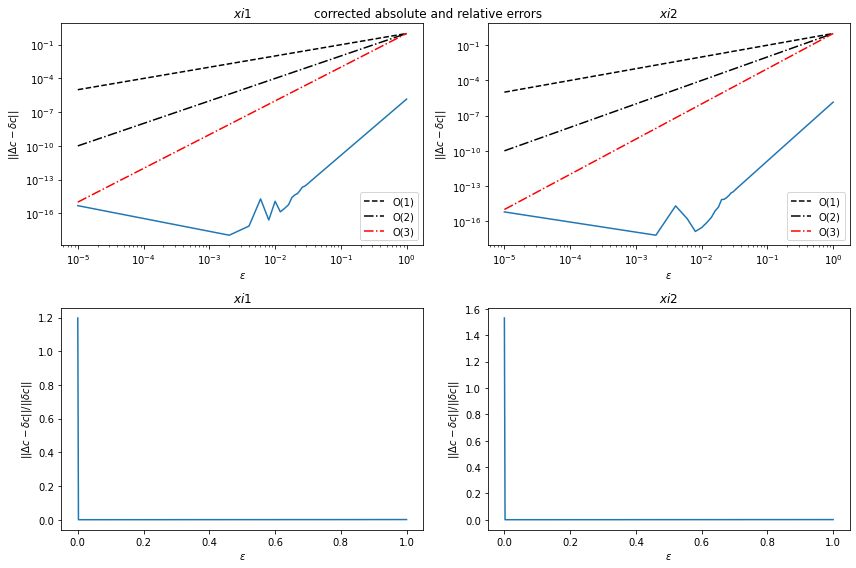 corrected absolute and relative errors
xi1
||Δc − δc||
10⁻¹
10⁻⁴
10⁻⁷
10⁻¹⁰
10⁻¹³
10⁻¹⁶
O(1)
O(2)
O(3)
10⁻⁵ 10⁻⁴ 10⁻³ 10⁻² 10⁻¹ 10⁰
ε
xi2
||Δc − δc||
10⁻¹
10⁻⁴
10⁻⁷
10⁻¹⁰
10⁻¹³
10⁻¹⁶
O(1)
O(2)
O(3)
10⁻⁵ 10⁻⁴ 10⁻³ 10⁻² 10⁻¹ 10⁰
ε
xi1
||Δc − δc||/||δc||
1.2
1.0
0.8
0.6
0.4
0.2
0.0
0.0 0.2 0.4 0.6 0.8 1.0
ε
xi2
||Δc − δc||/||δc||
1.6
1.4
1.2
1.0
0.8
0.6
0.4
0.2
0.0
0.0 0.2 0.4 0.6 0.8 1.0
ε